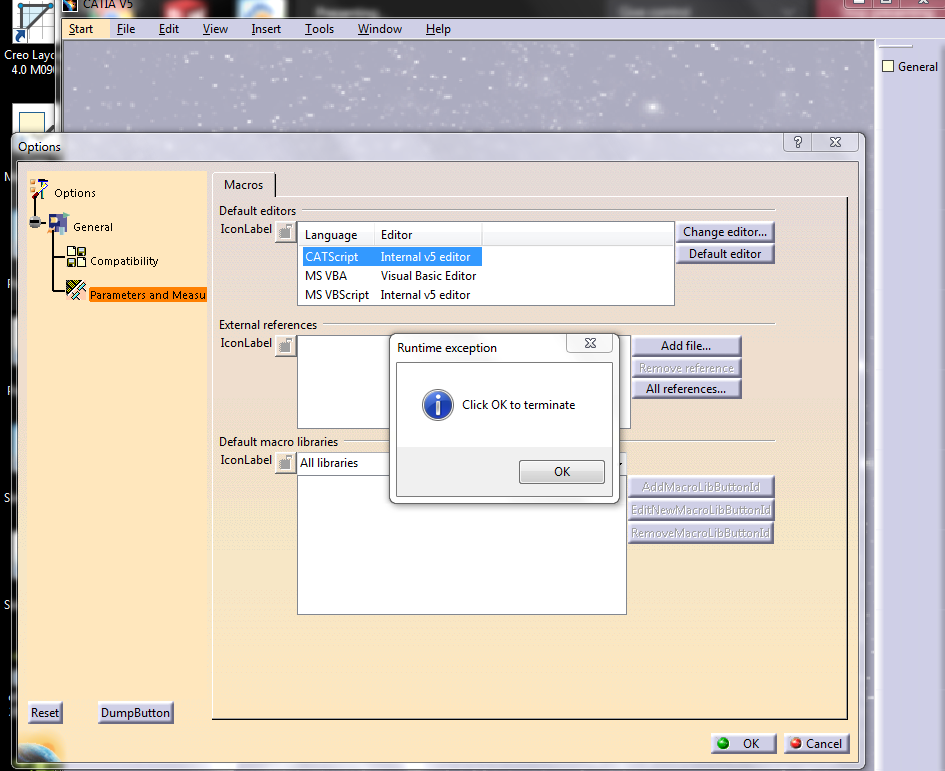 CATIA V5
Start File Edit View Insert Tools Window Help
Creo Layo
4.0 M09
General
Options
Options
General
Compatibility
Parameters and Measu
Macros
Default editors
IconLabel
Language Editor
CATScript Internal v5 editor
MS VBA Visual Basic Editor
MS VBScript Internal v5 editor
Change editor...
Default editor
External references
IconLabel
Add file...
Remove reference
All references...
Runtime exception
Click OK to terminate
OK
Default macro libraries
IconLabel
All libraries
AddMacroLibButtonId
EditNewMacroLibButtonId
RemoveMacroLibButtonId
Reset DumpButton
OK Cancel